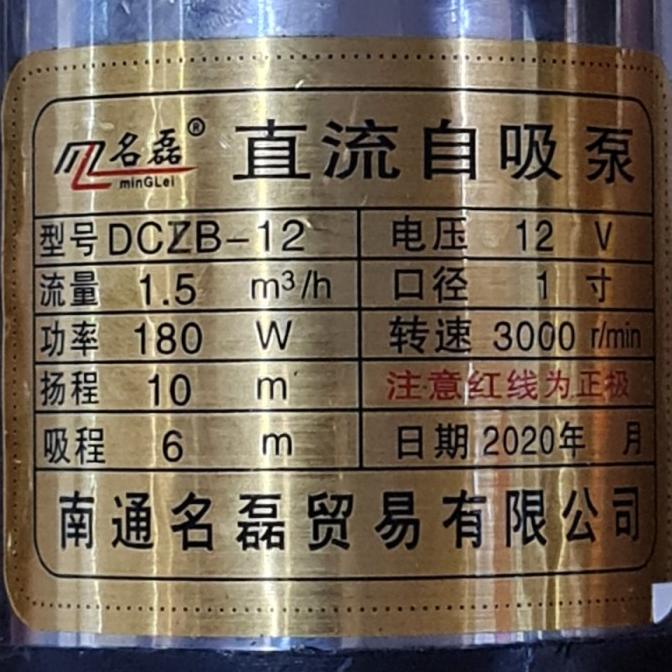 名磊® 直流自吸泵
minGLei
型号 DCZB-12 电压 12 V
流量 1.5 m³/h 口径 1 寸
功率 180 W 转速 3000 r/min
扬程 10 m 注意红线为正极
吸程 6 m 日期 2020年 月
南通名磊贸易有限公司